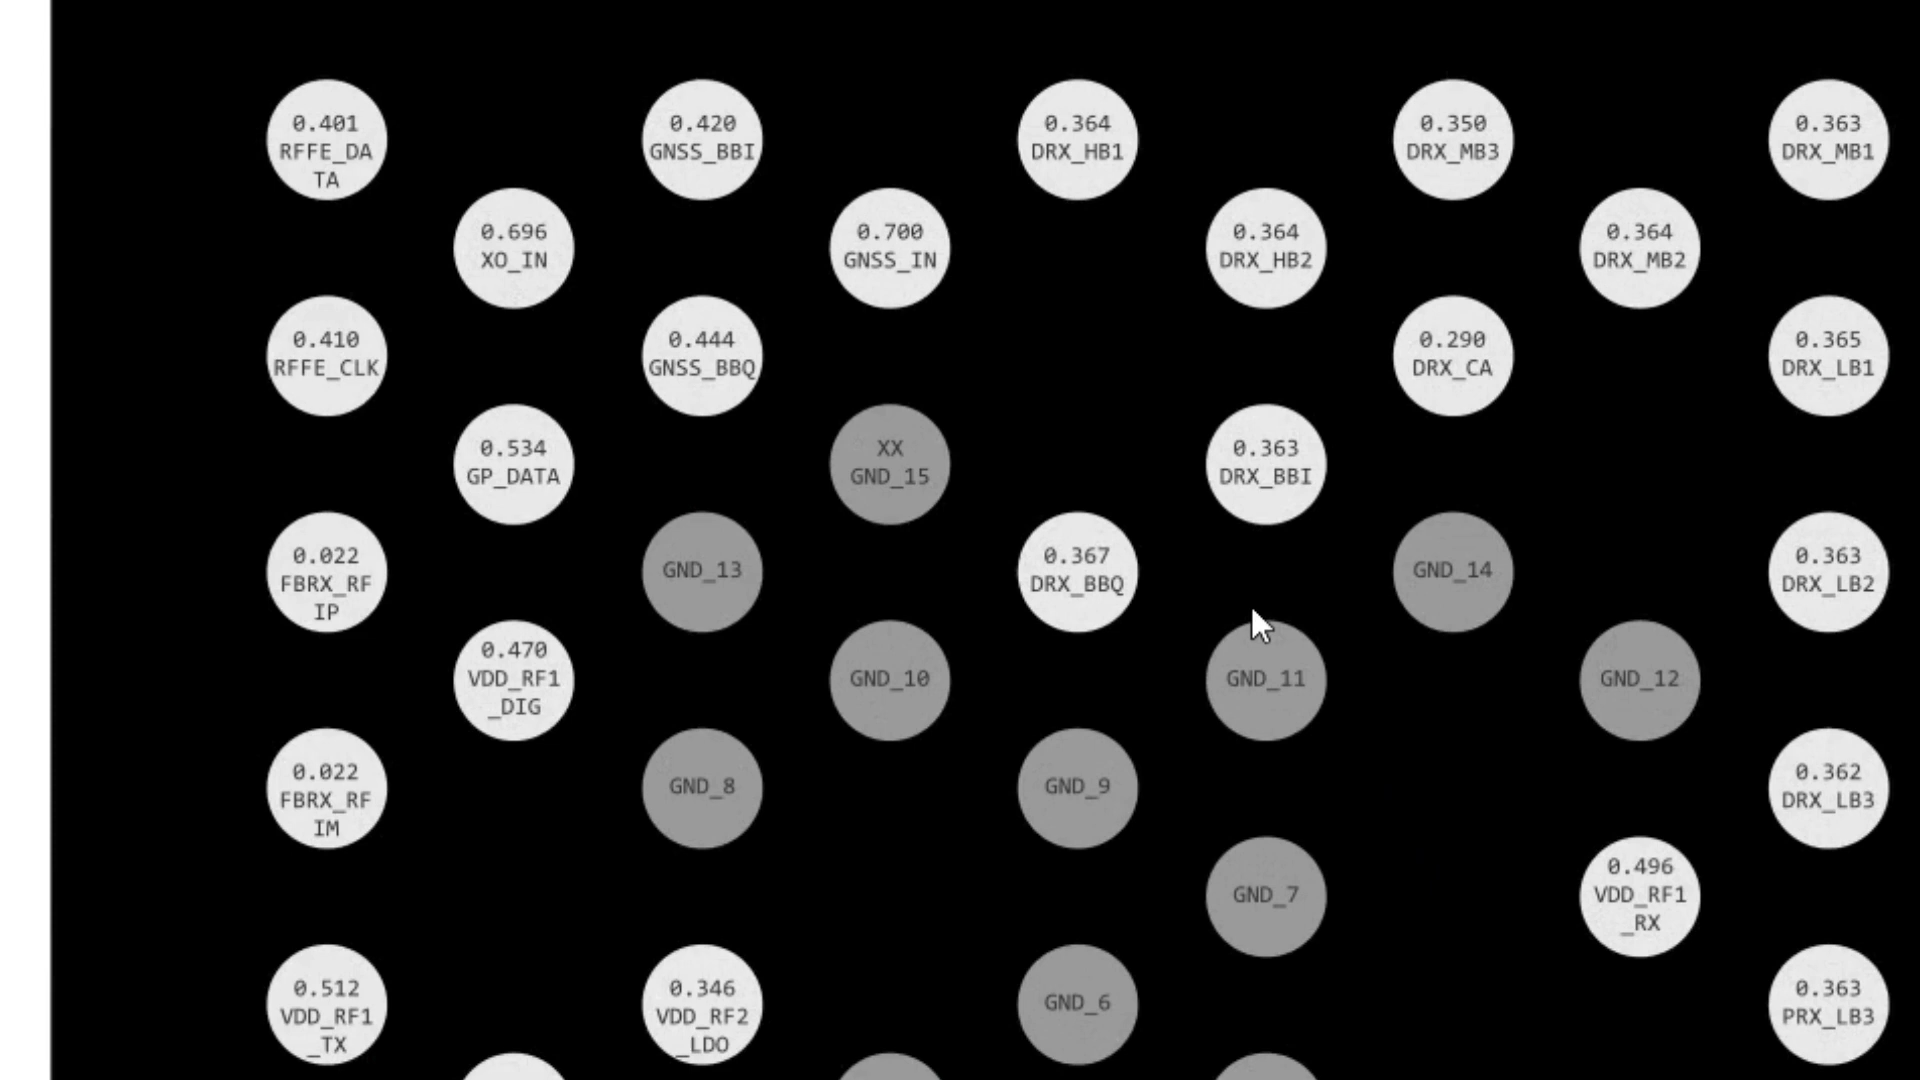 0.401
RFFE_DA
TA
0.420
GNSS_BBI
0.364
DRX_HB1
0.350
DRX_MB3
0.363
DRX_MB1
0.696
XO_IN
0.700
GNSS_IN
0.364
DRX_HB2
0.364
DRX_MB2
0.410
RFFE_CLK
0.444
GNSS_BBQ
0.290
DRX_CA
0.365
DRX_LB1
0.534
GP_DATA
XX
GND_15
0.363
DRX_BBI
0.022
FBRX_RF
IP
GND_13
0.367
DRX_BBQ
GND_14
0.363
DRX_LB2
0.470
VDD_RF1
_DIG
GND_10
GND_11
GND_12
0.022
FBRX_RF
IM
GND_8
GND_9
0.362
DRX_LB3
GND_7
0.496
VDD_RF1
_RX
0.512
VDD_RF1
_TX
0.346
VDD_RF2
_LDO
GND_6
0.363
PRX_LB3